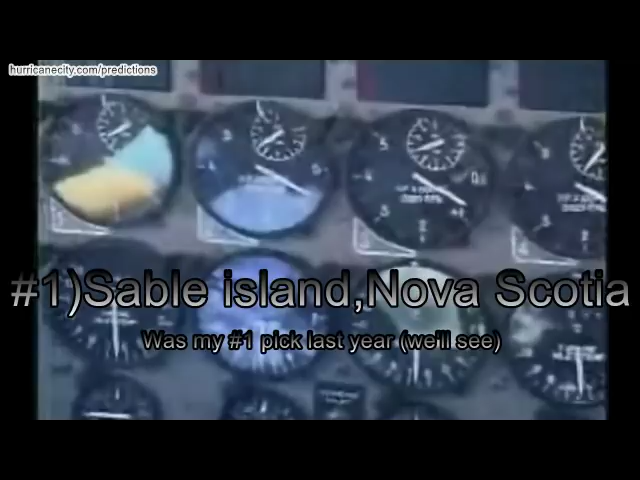 hurricanecity.com/predictions
#1)Sable island,Nova Scotia
Was my #1 pick last year (we'll see)